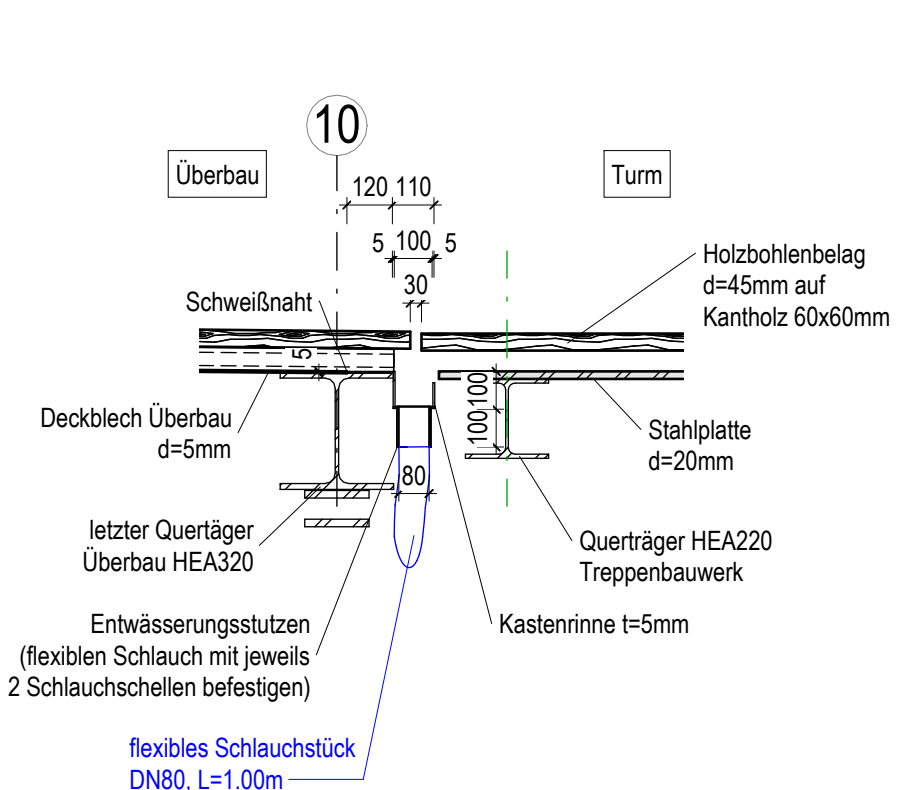 10
Überbau
Turm
120 110
5 100 5
30
Holzbohlenbelag
d=45mm auf
Kantholz 60x60mm
Schweißnaht
5
100
100
Deckblech Überbau
d=5mm
Stahlplatte
d=20mm
80
letzter Quertäger
Überbau HEA320
Querträger HEA220
Treppenbauwerk
Entwässerungsstutzen
(flexiblen Schlauch mit jeweils
2 Schlauchschellen befestigen)
Kastenrinne t=5mm
flexibles Schlauchstück
DN80, L=1.00m